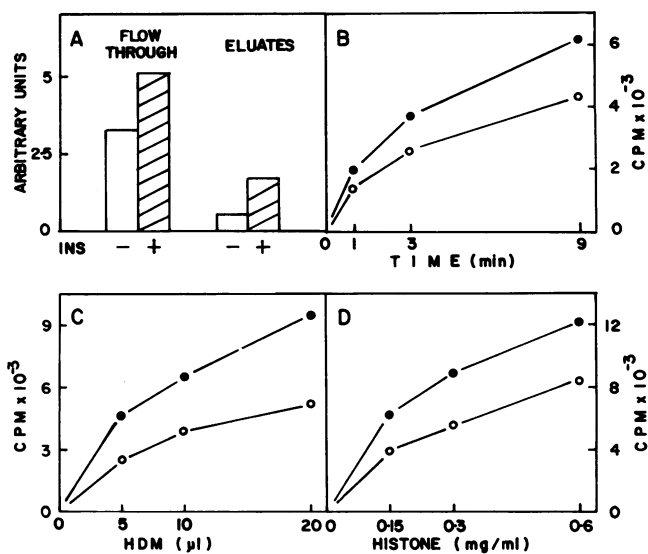 A
FLOW
THROUGH
ELUATES
ARBITRARY UNITS
5
2·5
0
INS
− + − +
B
6
4
2
0
CPM x 10⁻³
0 1 3 9
TIME (min)
C
9
6
3
0
CPM x 10⁻³
0 5 10 20
HDM (µl)
D
12
8
4
0
CPM x 10⁻³
0 0·15 0·3 0·6
HISTONE (mg/ml)